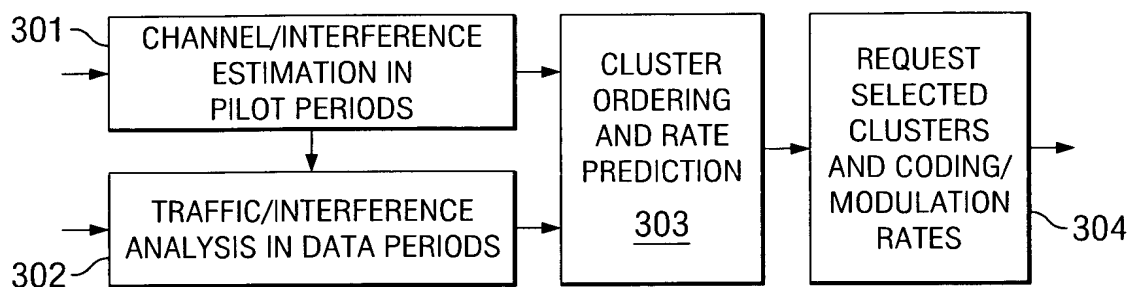 301
CHANNEL/INTERFERENCE
ESTIMATION IN
PILOT PERIODS
TRAFFIC/INTERFERENCE
ANALYSIS IN DATA PERIODS
302
CLUSTER
ORDERING
AND RATE
PREDICTION
303
REQUEST
SELECTED
CLUSTERS
AND CODING/
MODULATION
RATES
304